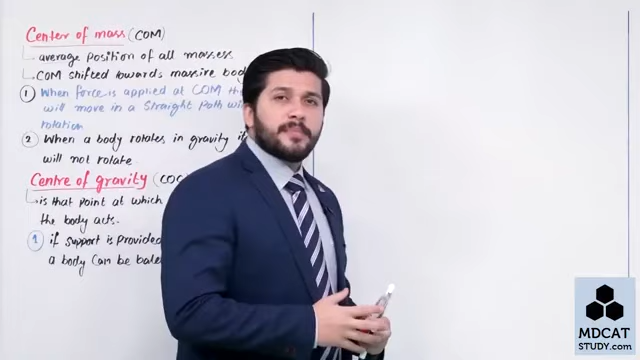 Center of mass (COM)
average position of all masses
COM shifted towards massive bod
1 When force is applied at COM th
will move in a straight path wi
rotation
2 When a body rotates in gravity i
will not rotate
Centre of gravity (COG
is that point at which
the body acts.
1 if support is provided
a body can be bala
MDCAT
STUDY.com